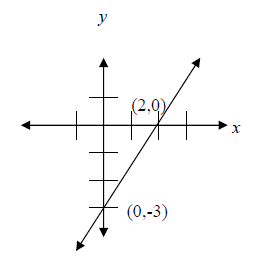 y
(2,0)
x
(0,-3)